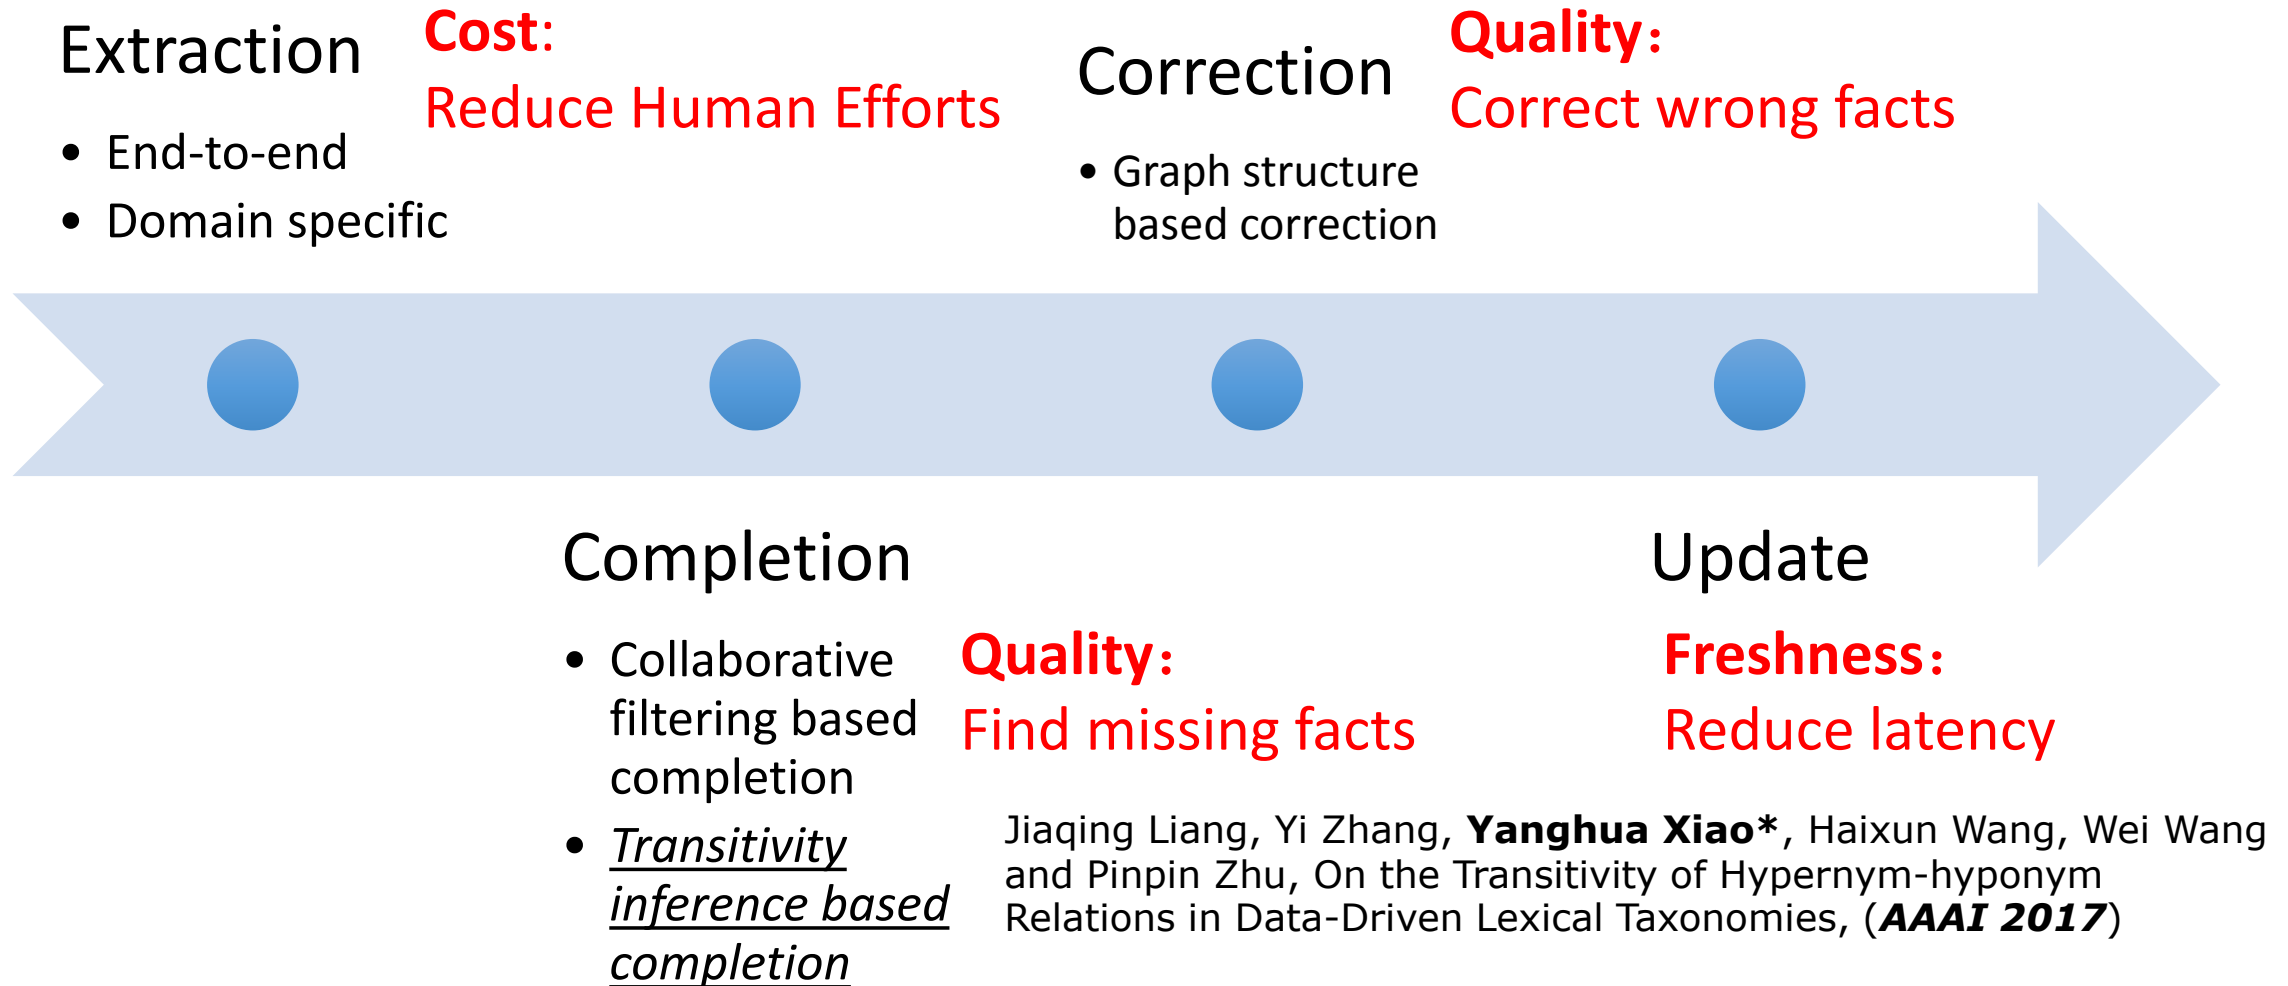 Extraction
• End-to-end
• Domain specific
Cost:
Reduce Human Efforts
Correction
• Graph structure
based correction
Quality：
Correct wrong facts
Completion
• Collaborative
filtering based
completion
• Transitivity
inference based
completion
Quality：
Find missing facts
Update
Freshness：
Reduce latency
Jiaqing Liang, Yi Zhang, Yanghua Xiao*, Haixun Wang, Wei Wang
and Pinpin Zhu, On the Transitivity of Hypernym-hyponym
Relations in Data-Driven Lexical Taxonomies, (AAAI 2017)